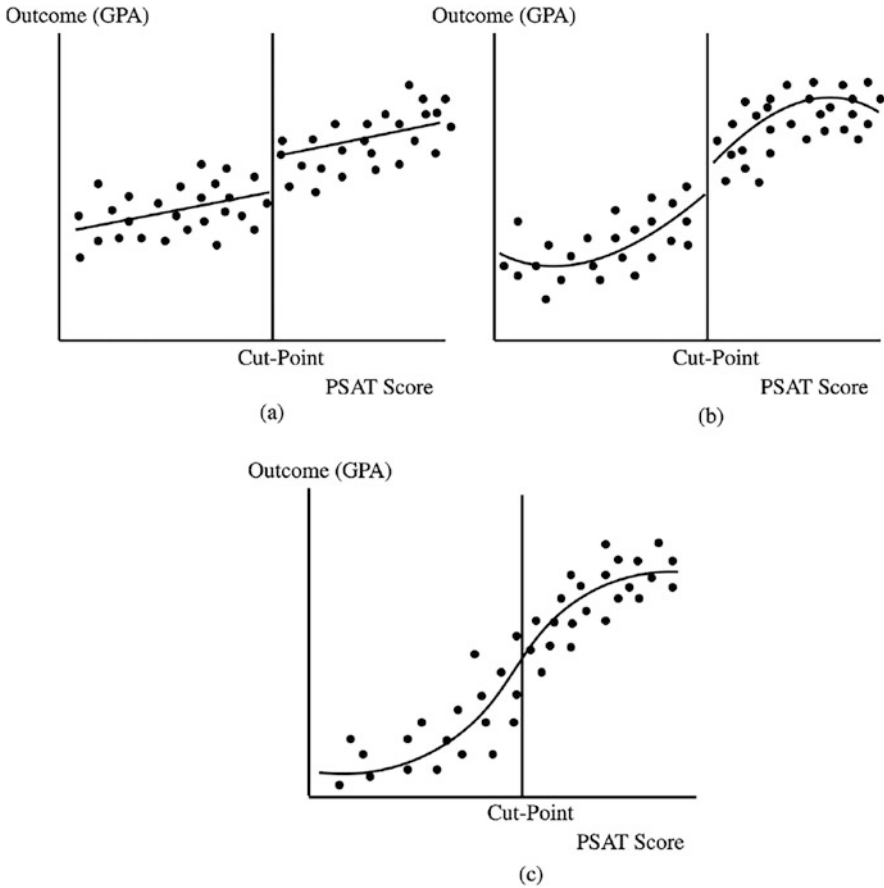 Outcome (GPA)
Cut-Point
PSAT Score
(a)
Outcome (GPA)
Cut-Point
PSAT Score
(b)
Outcome (GPA)
Cut-Point
PSAT Score
(c)